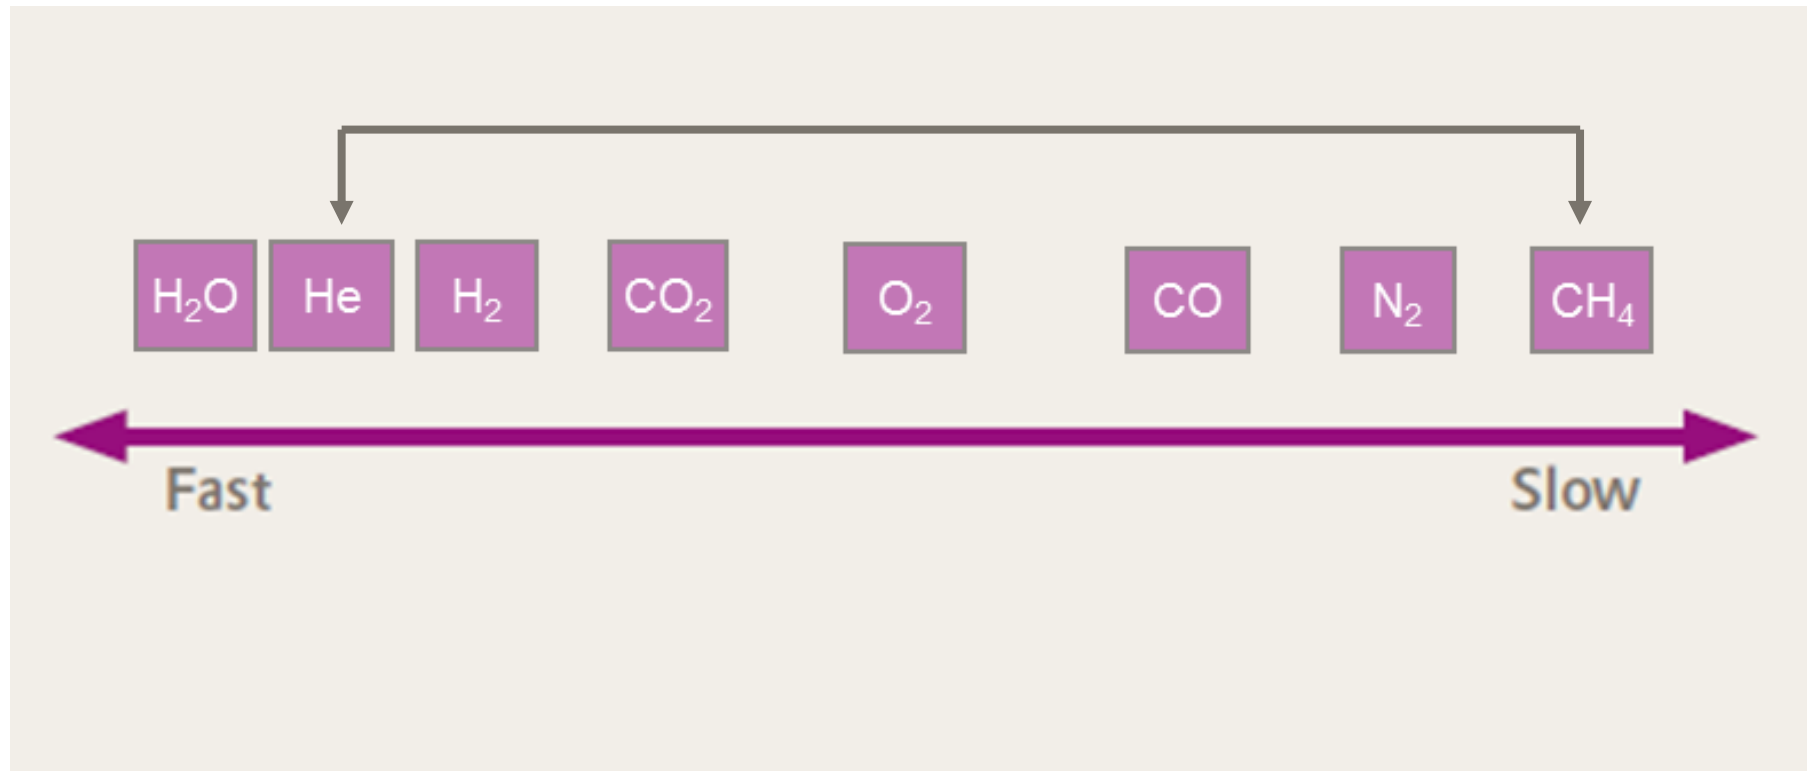 H₂O He H₂ CO₂ O₂ CO N₂ CH₄
Fast Slow